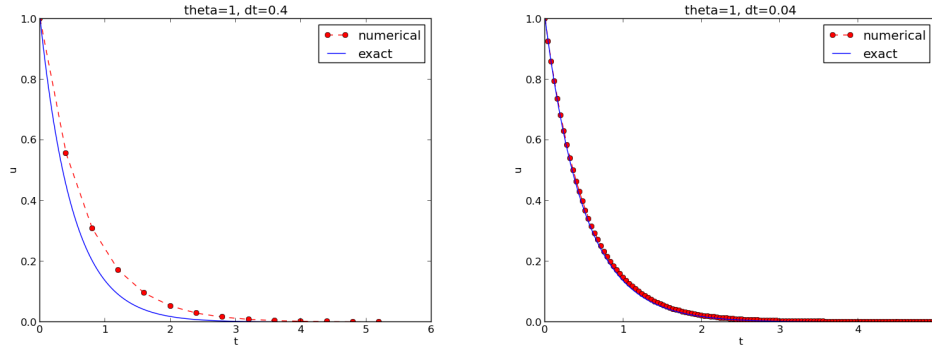 theta=1, dt=0.4
1.0
0.8
0.6
0.4
0.2
0.0
u
0 1 2 3 4 5 6
t
numerical
exact
theta=1, dt=0.04
1.0
0.8
0.6
0.4
0.2
0.0
u
0 1 2 3 4
t
numerical
exact